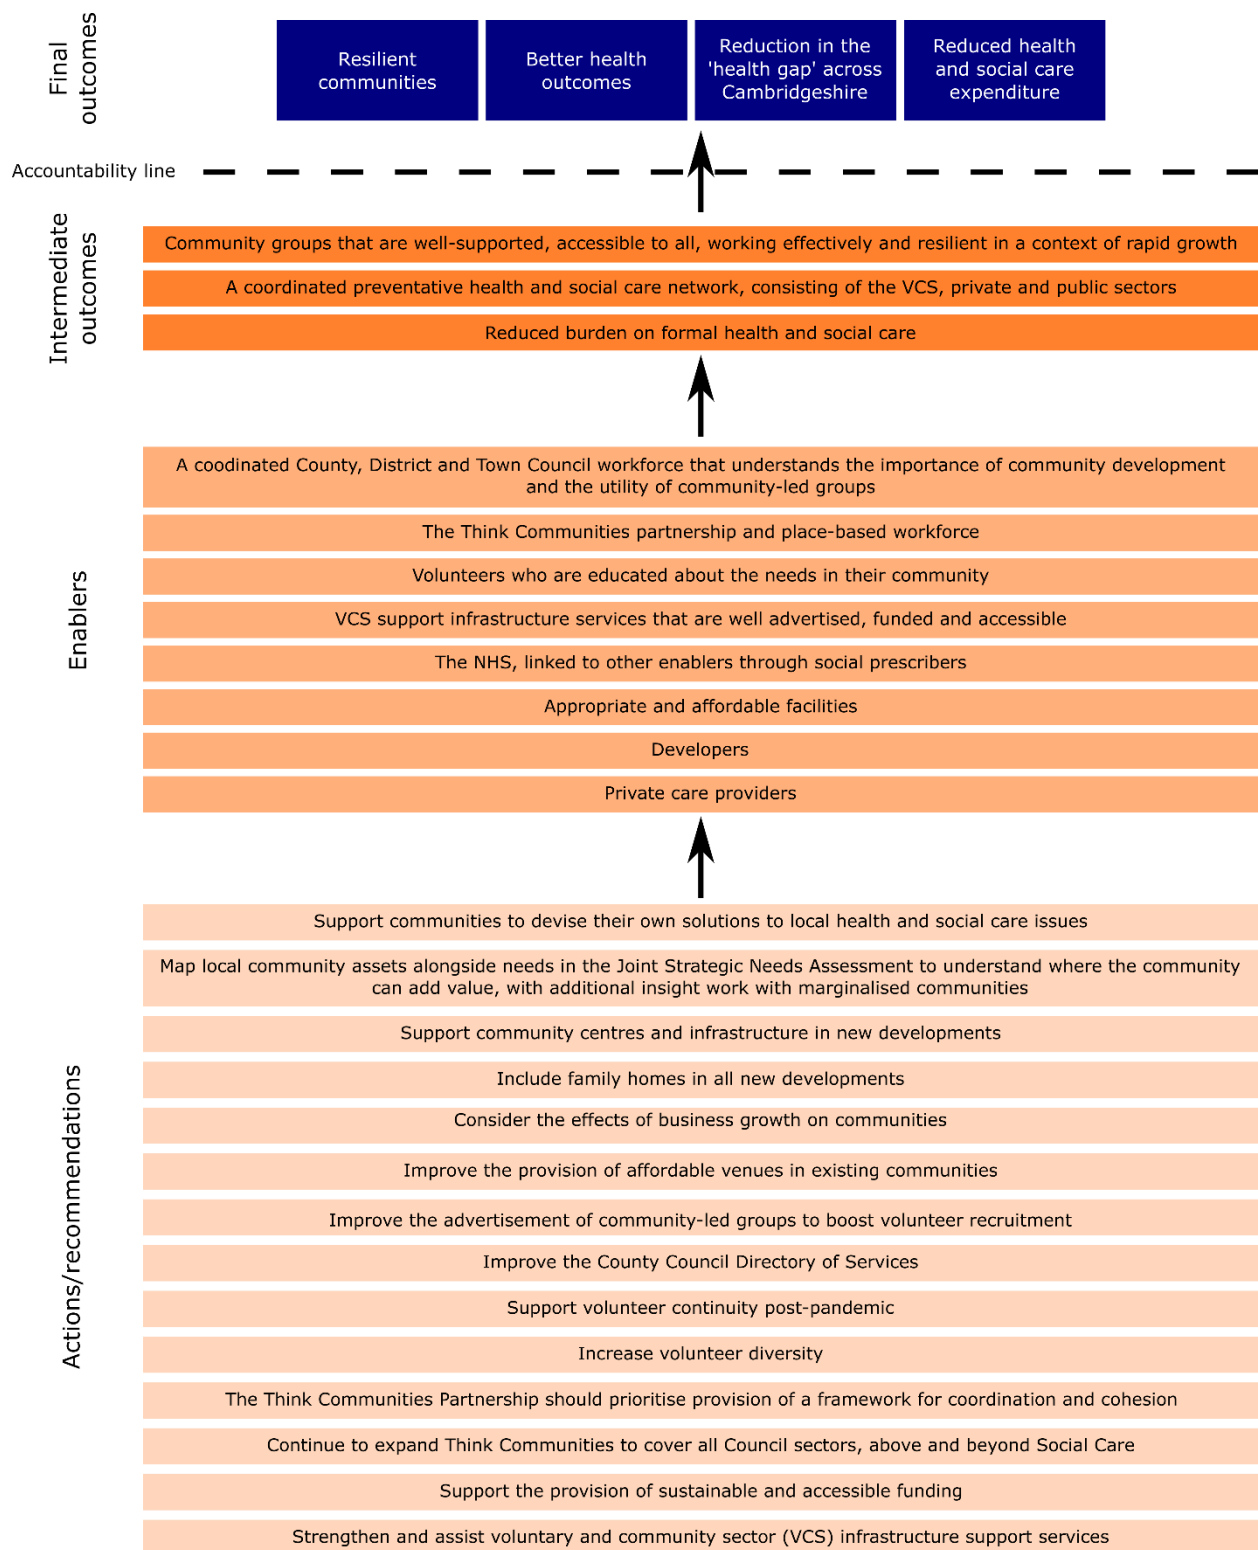 Final
outcomes
Resilient
communities
Better health
outcomes
Reduction in the
'health gap' across
Cambridgeshire
Reduced health
and social care
expenditure
Accountability line
Intermediate
outcomes
Community groups that are well-supported, accessible to all, working effectively and resilient in a context of rapid growth
A coordinated preventative health and social care network, consisting of the VCS, private and public sectors
Reduced burden on formal health and social care
Enablers
A coodinated County, District and Town Council workforce that understands the importance of community development
and the utility of community-led groups
The Think Communities partnership and place-based workforce
Volunteers who are educated about the needs in their community
VCS support infrastructure services that are well advertised, funded and accessible
The NHS, linked to other enablers through social prescribers
Appropriate and affordable facilities
Developers
Private care providers
Actions/recommendations
Support communities to devise their own solutions to local health and social care issues
Map local community assets alongside needs in the Joint Strategic Needs Assessment to understand where the community
can add value, with additional insight work with marginalised communities
Support community centres and infrastructure in new developments
Include family homes in all new developments
Consider the effects of business growth on communities
Improve the provision of affordable venues in existing communities
Improve the advertisement of community-led groups to boost volunteer recruitment
Improve the County Council Directory of Services
Support volunteer continuity post-pandemic
Increase volunteer diversity
The Think Communities Partnership should prioritise provision of a framework for coordination and cohesion
Continue to expand Think Communities to cover all Council sectors, above and beyond Social Care
Support the provision of sustainable and accessible funding
Strengthen and assist voluntary and community sector (VCS) infrastructure support services